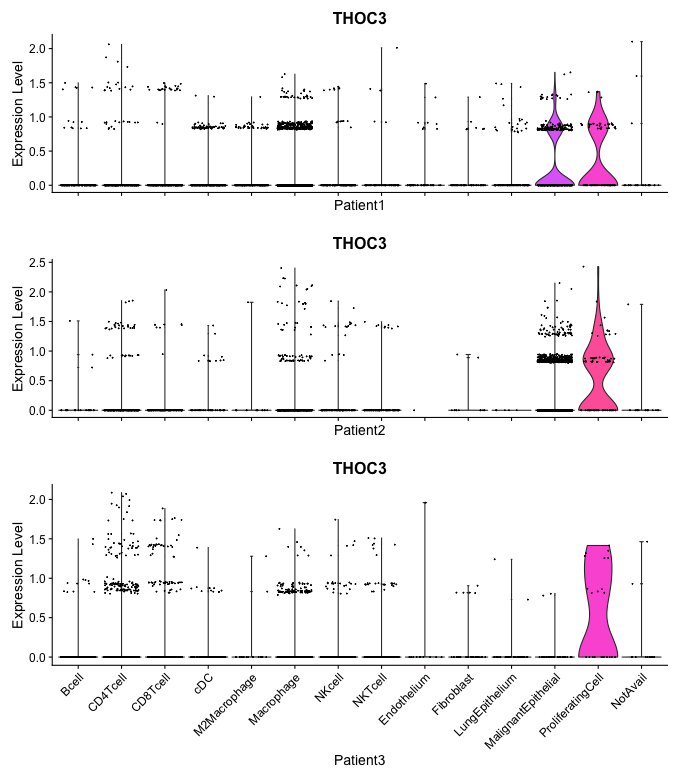 THOC3
Expression Level
2.0
1.5
1.0
0.5
0.0
Patient1
THOC3
Expression Level
2.5
2.0
1.5
1.0
0.5
0.0
Patient2
THOC3
Expression Level
2.0
1.5
1.0
0.5
0.0
Bcell
CD4Tcell
CD8Tcell
cDC
M2Macrophage
Macrophage
NKcell
NKTcell
Endothelium
Fibroblast
LungEpithelium
MalignantEpithelial
ProliferatingCell
NotAvail
Patient3